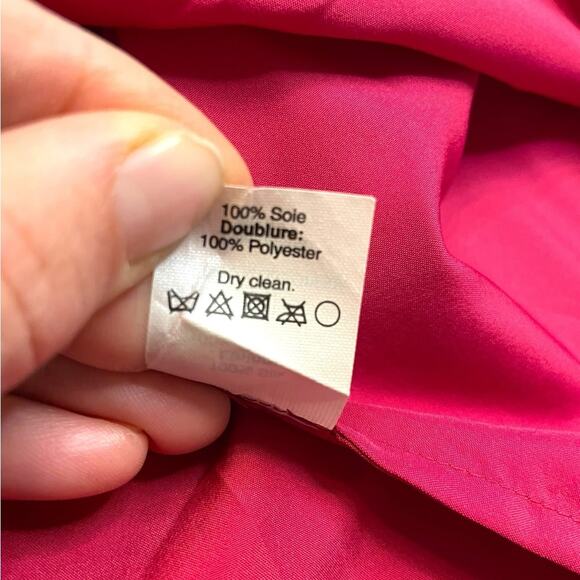 100% Soie
Doublure:
100% Polyester
Dry clean.